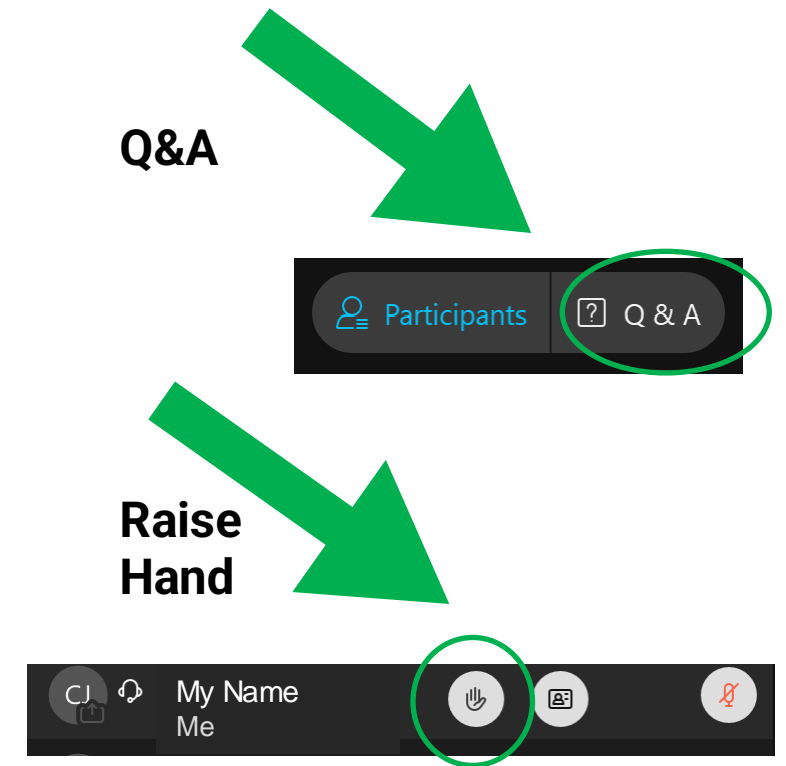 Q&A
Participants
? Q & A
Raise
Hand
CJ My Name
Me